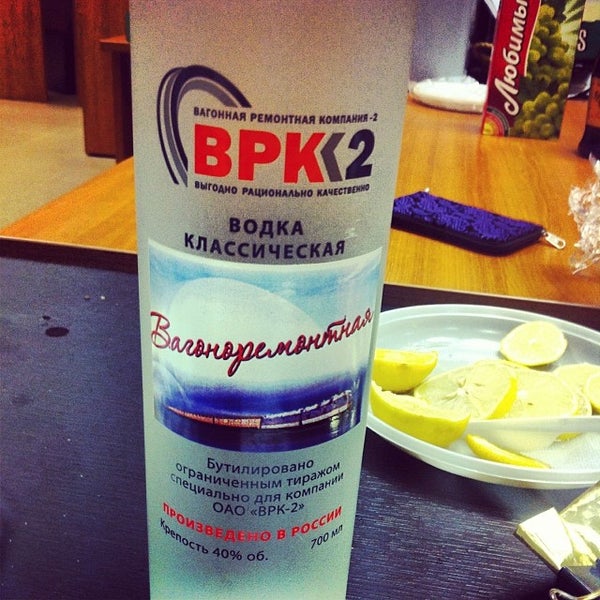 ВАГОННАЯ РЕМОНТНАЯ КОМПАНИЯ-2
ВРК2
ВЫГОДНО РАЦИОНАЛЬНО КАЧЕСТВЕННО
ВОДКА
КЛАССИЧЕСКАЯ
Вагоноремонтная
Бутилировано
ограниченным тиражом
специально для компании
ОАО «ВРК-2»
ПРОИЗВЕДЕНО В РОССИИ
Крепость 40% об. 700 мл
Любимы